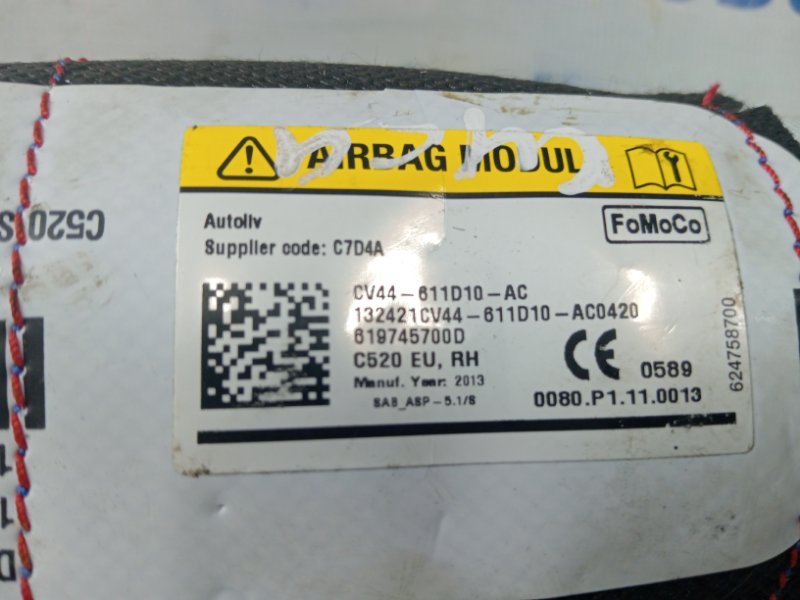 AIRBAG MODUL
Autoliv
FoMoCo
Supplier code: C7D4A
CV44-611D10-AC
132421CV44-611D10-AC0420
619745700D
C520 EU, RH
Manuf. Year: 2013
SAB_ASP-5.1/S
CE 0589
0080.P1.11.0013
624758700
C520 S